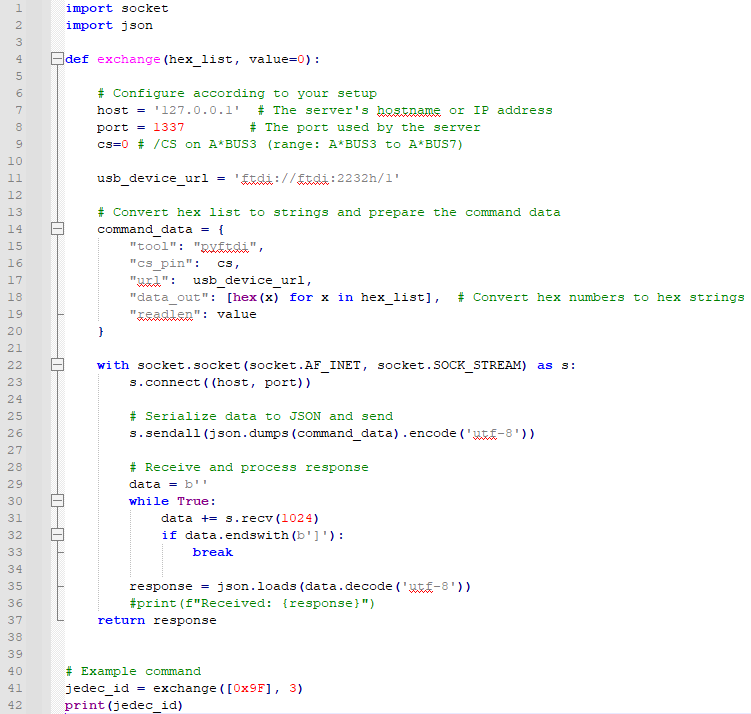 1 import socket
2 import json
3
4 def exchange(hex_list, value=0):
5
6     # Configure according to your setup
7     host = '127.0.0.1'  # The server's hostname or IP address
8     port = 1337        # The port used by the server
9     cs=0 # /CS on A*BUS3 (range: A*BUS3 to A*BUS7)
10
11     usb_device_url = 'ftdi://ftdi:2232h/1'
12
13     # Convert hex list to strings and prepare the command data
14     command_data = {
15         "tool": "pyftdi",
16         "cs_pin":  cs,
17         "url":  usb_device_url,
18         "data_out": [hex(x) for x in hex_list],  # Convert hex numbers to hex strings
19         "readlen": value
20     }
21
22     with socket.socket(socket.AF_INET, socket.SOCK_STREAM) as s:
23         s.connect((host, port))
24
25         # Serialize data to JSON and send
26         s.sendall(json.dumps(command_data).encode('utf-8'))
27
28         # Receive and process response
29         data = b''
30         while True:
31             data += s.recv(1024)
32             if data.endswith(b']'):
33                 break
34
35         response = json.loads(data.decode('utf-8'))
36         #print(f"Received: {response}")
37     return response
38
39
40 # Example command
41 jedec_id = exchange([0x9F], 3)
42 print(jedec_id)